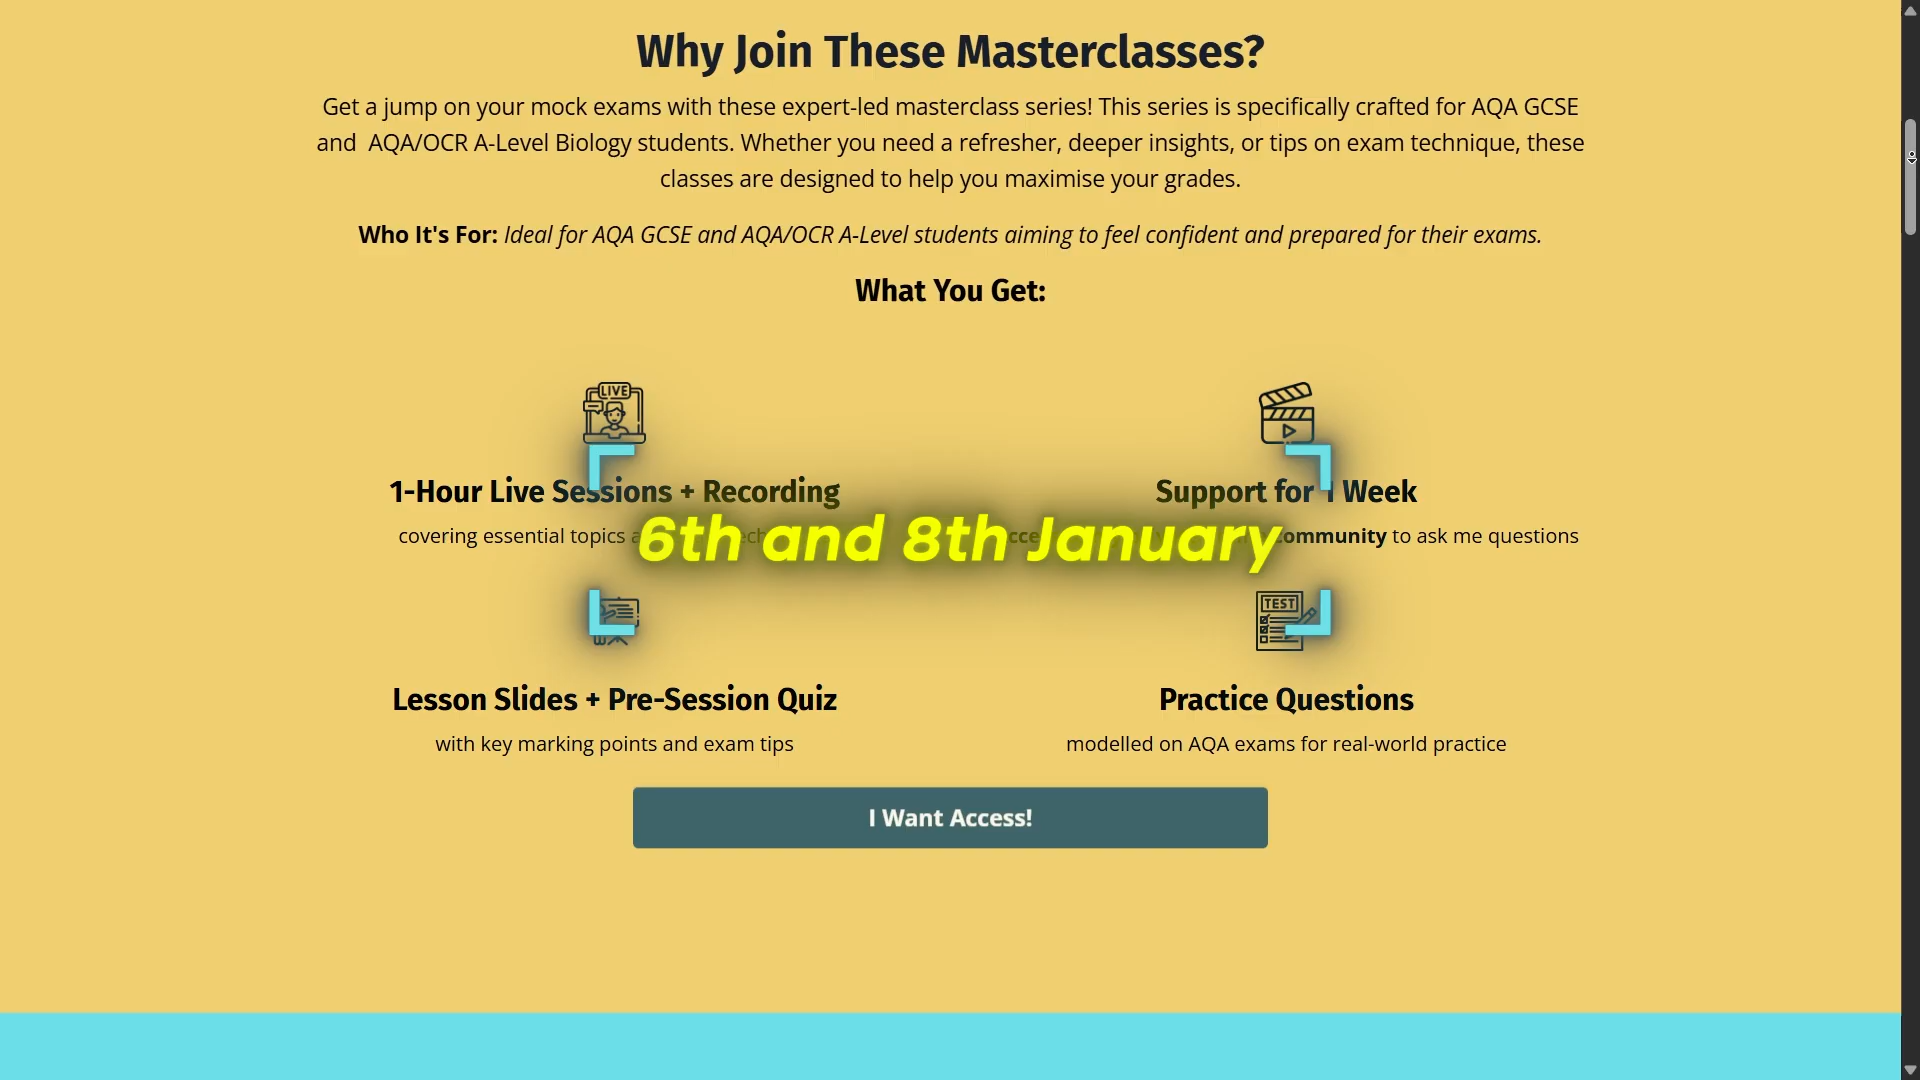 Why Join These Masterclasses?
Get a jump on your mock exams with these expert-led masterclass series! This series is specifically crafted for AQA GCSE
and AQA/OCR A-Level Biology students. Whether you need a refresher, deeper insights, or tips on exam technique, these
classes are designed to help you maximise your grades.
Who It's For: Ideal for AQA GCSE and AQA/OCR A-Level students aiming to feel confident and prepared for their exams.
What You Get:
LIVE
1-Hour Live Sessions + Recording
covering essential topics
Support for 1 Week
community to ask me questions
6th and 8th January
TEST
Lesson Slides + Pre-Session Quiz
with key marking points and exam tips
Practice Questions
modelled on AQA exams for real-world practice
I Want Access!